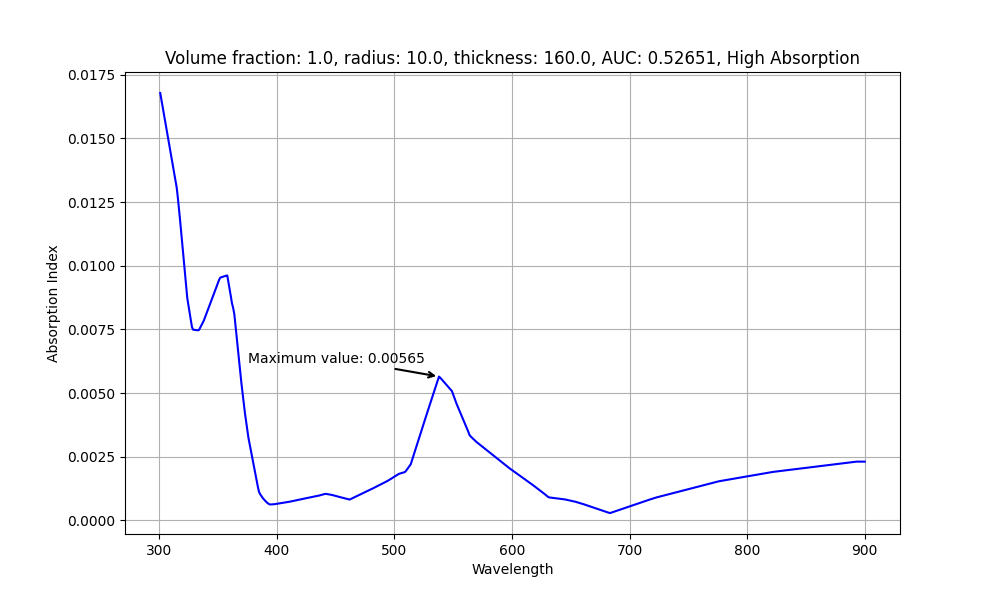 Volume fraction: 1.0, radius: 10.0, thickness: 160.0, AUC: 0.52651, High Absorption
0.0175
0.0150
0.0125
0.0100
0.0075
0.0050
0.0025
0.0000
Absorption Index
Maximum value: 0.00565
300 400 500 600 700 800 900
Wavelength